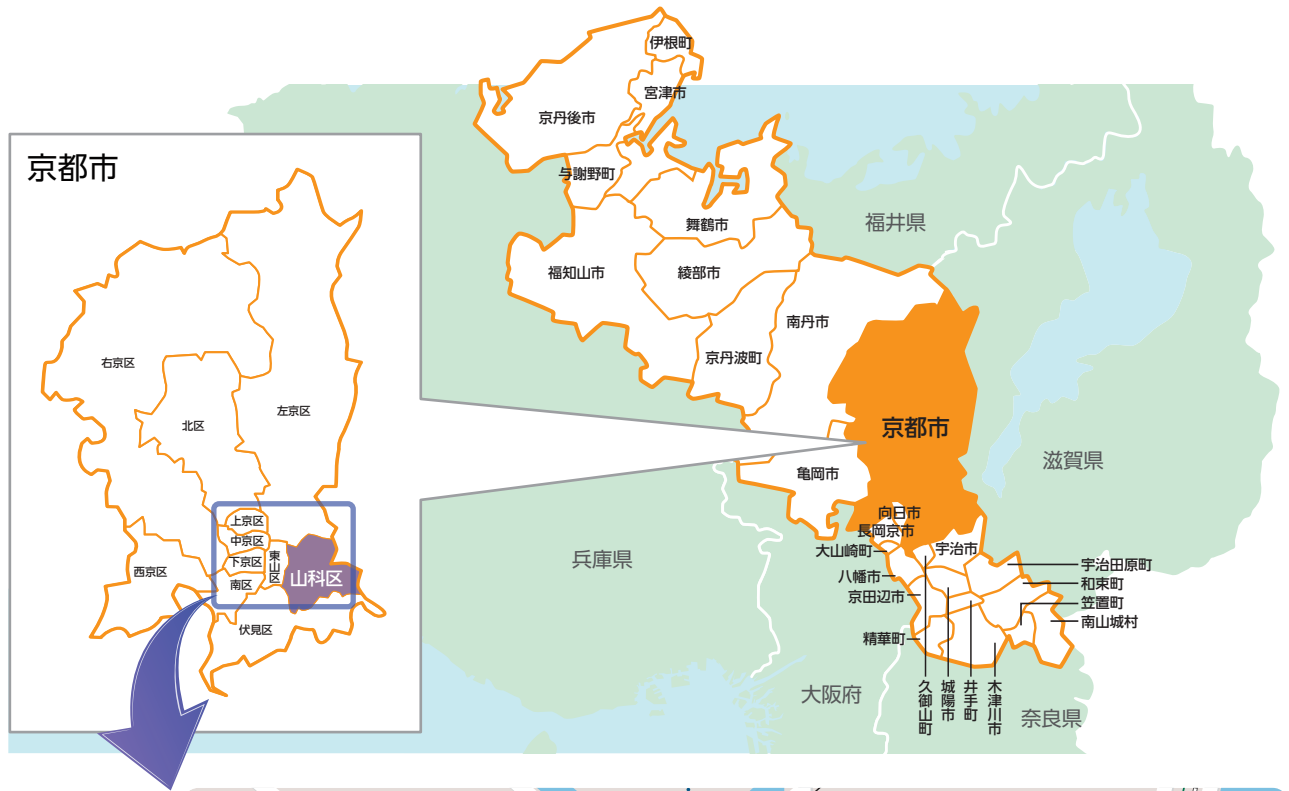 京都市
右京区
北区
左京区
上京区
中京区
下京区
東山区
山科区
南区
西京区
伏見区
伊根町
宮津市
京丹後市
与謝野町
舞鶴市
福知山市
綾部市
南丹市
京丹波町
京都市
亀岡市
向日市
長岡京市
大山崎町
宇治市
八幡市
京田辺市
精華町
宇治田原町
和束町
笠置町
南山城村
久御山町
城陽市
井手町
木津川市
福井県
滋賀県
兵庫県
大阪府
奈良県